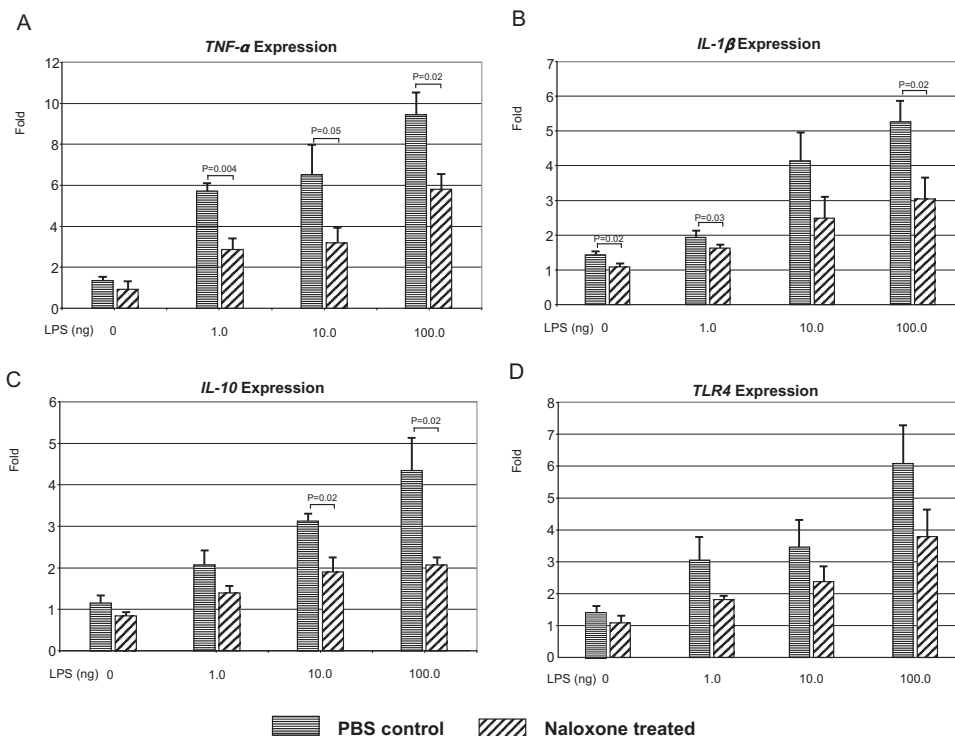 A
TNF-α Expression
Fold
12
10
8
6
4
2
0
P=0.004
P=0.05
P=0.02
LPS (ng) 0 1.0 10.0 100.0
B
IL-1β Expression
Fold
7
6
5
4
3
2
1
0
P=0.02
P=0.03
P=0.02
LPS (ng) 0 1.0 10.0 100.0
C
IL-10 Expression
Fold
6
5
4
3
2
1
0
P=0.02
P=0.02
LPS (ng) 0 1.0 10.0 100.0
D
TLR4 Expression
Fold
8
7
6
5
4
3
2
1
0
LPS (ng) 0 1.0 10.0 100.0
PBS control Naloxone treated